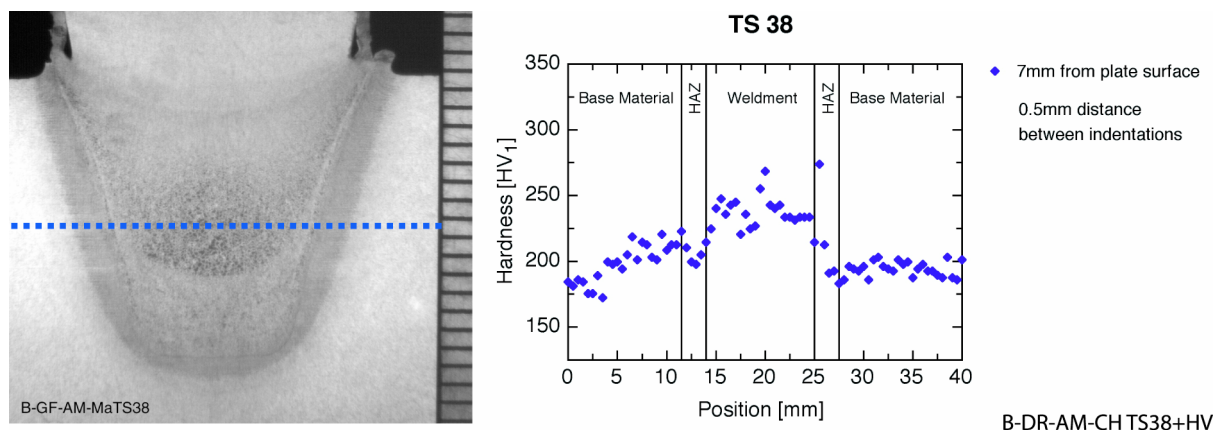 B-GF-AM-MaTS38
TS 38
Hardness [HV1]
350
300
250
200
150
Base Material
HAZ
Weldment
HAZ
Base Material
0 5 10 15 20 25 30 35 40
Position [mm]
7mm from plate surface
0.5mm distance
between indentations
B-DR-AM-CH TS38+HV